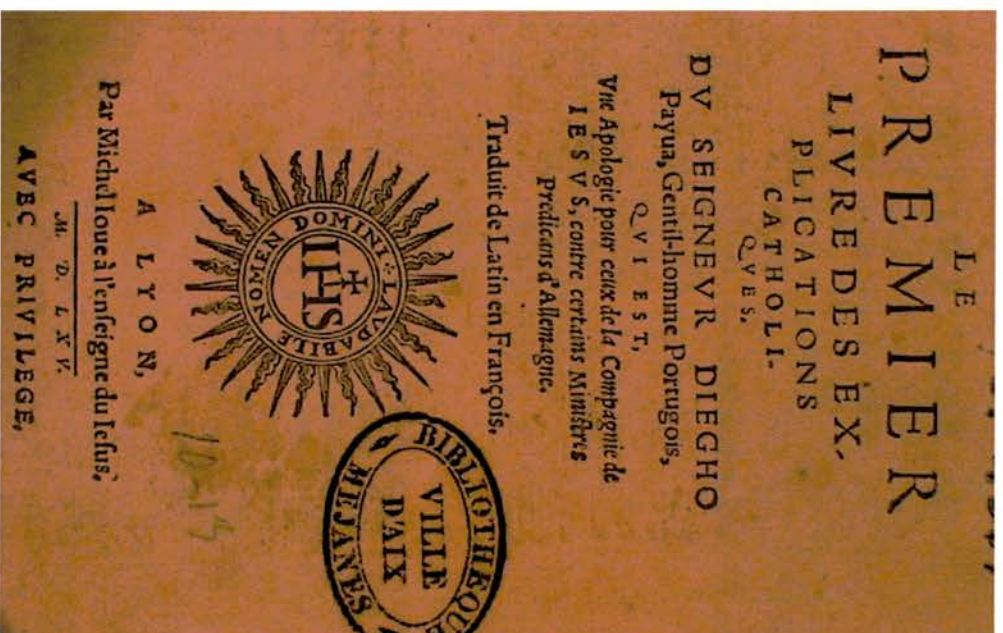 LE
PREMIER
LIVRE DES EX-
PLICATIONS
CATHOLI-
QVES.
DV SEIGNEVR DIEGHO
Payua, Gentil-homme Portugois,
QVI EST,
Vne Apologie pour ceux de la Compagnie de
IESVS, contre certains Ministres
Predicans d'Allemagne.
Traduit de Latin en François.
NOMEN DOMINI LAVDABILE
IHS
A LYON,
Par Michel Ioue à l'enseigne du Iesus.
M. D. LXV.
AVEC PRIVILEGE,
BIBLIOTHEQUE
VILLE
D'AIX
MEJANES
10-15